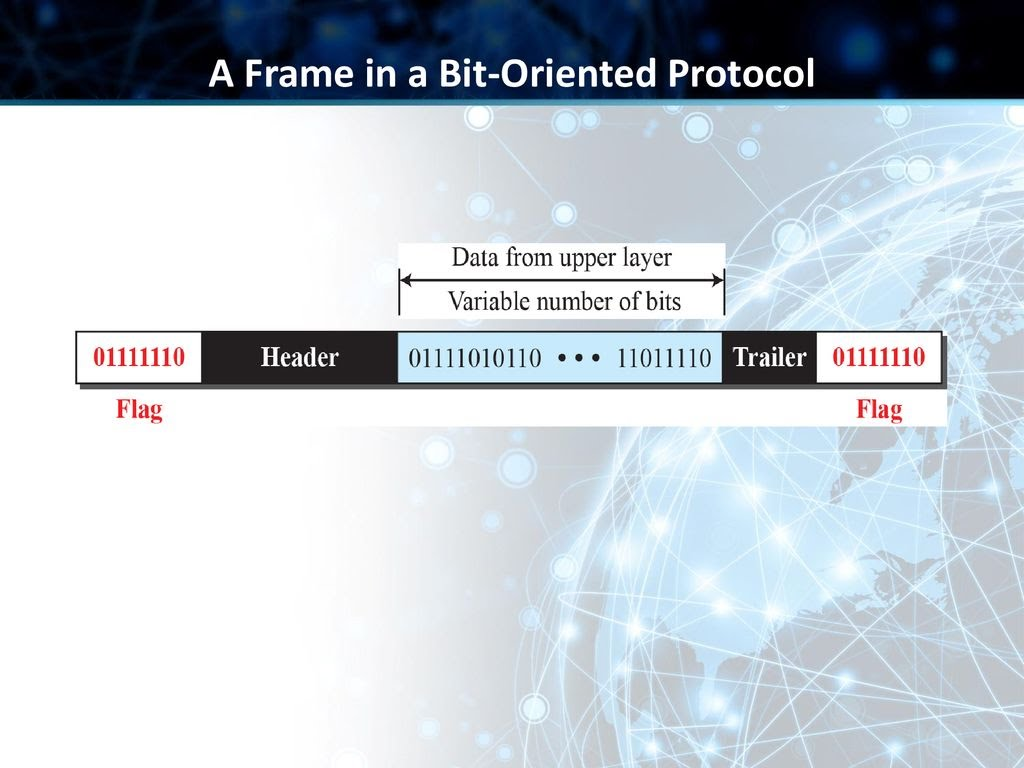 A Frame in a Bit-Oriented Protocol
Data from upper layer
Variable number of bits
01111110 Header 01111010110 • • • 11011110 Trailer 01111110
Flag Flag